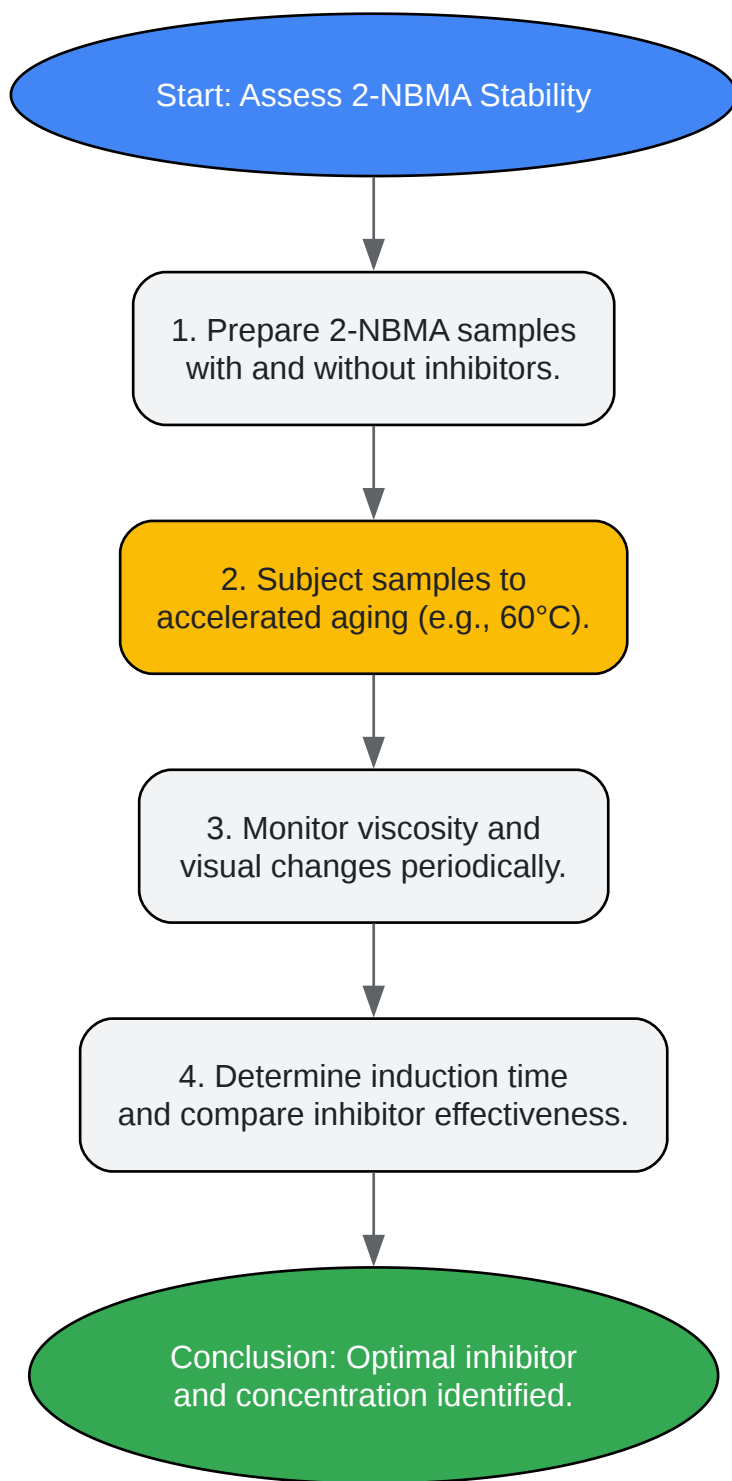 Start: Assess 2-NBMA Stability
1. Prepare 2-NBMA samples
with and without inhibitors.
2. Subject samples to
accelerated aging (e.g., 60°C).
3. Monitor viscosity and
visual changes periodically.
4. Determine induction time
and compare inhibitor effectiveness.
Conclusion: Optimal inhibitor
and concentration identified.